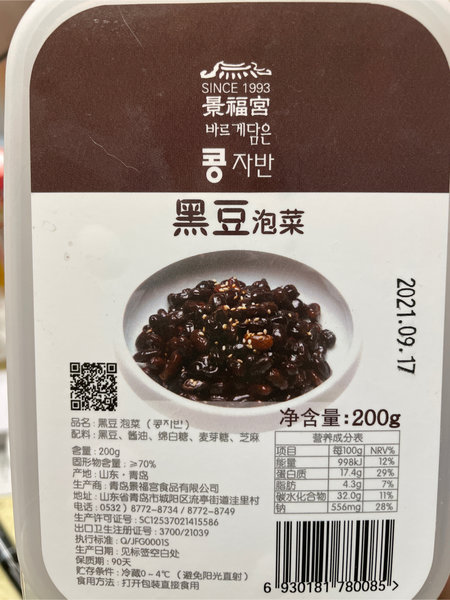 SINCE 1993
景福宮
바르게담은
콩 자반
黑豆泡菜
2021.09.17
净含量:200g
品名: 黑豆 泡菜 (콩자반)
配料: 黑豆、酱油、绵白糖、麦芽糖、芝麻
含量: 200g
固形物含量: ≥70%
产地: 山东·青岛
生产商: 青岛景福宫食品有限公司
地址: 山东省青岛市城阳区流亭街道洼里村
电话: (0532) 8772-8734 / 8772-8749
生产许可证号: SC12537021415586
出口卫生注册号: 3700/21039
执行标准: Q/JFG0001S
生产日期: 见标签空白处
保质期: 90天
贮存条件: 冷藏0-4℃ (避免阳光直射)
食用方法: 打开包装直接食用
营养成分表
项目 每100g NRV%
能量 998kJ 12%
蛋白质 17.4g 29%
脂肪 4.3g 7%
碳水化合物 32.0g 11%
钠 556mg 28%
6 930181 780085